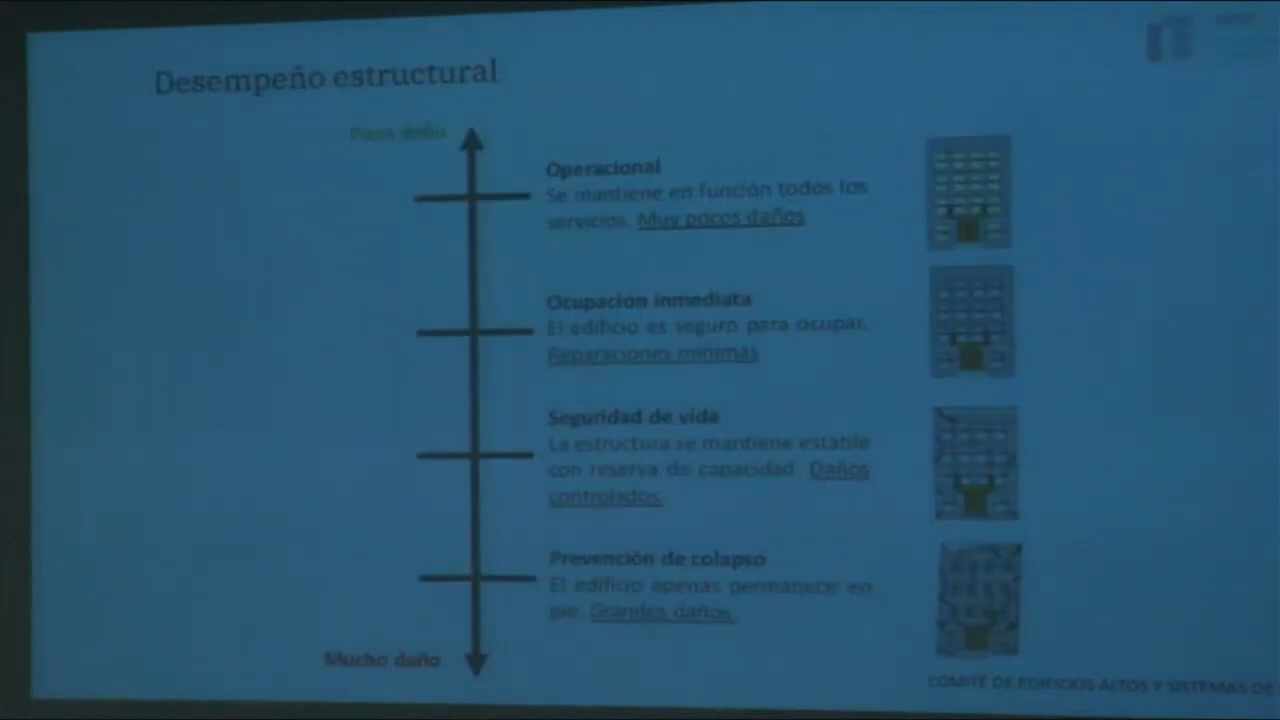 Desempeño estructural
Poco daño
Operacional
Se mantiene en función todos los
servicios. Muy pocos daños
Ocupación inmediata
El edificio es seguro para ocupar.
Reparaciones mínimas
Seguridad de vida
La estructura se mantiene estable
con reserva de capacidad. Daños
controlados.
Prevención de colapso
El edificio apenas permanece en
pie. Grandes daños.
Mucho daño
COMITÉ DE EDIFICIOS ALTOS Y SISTEMAS DE